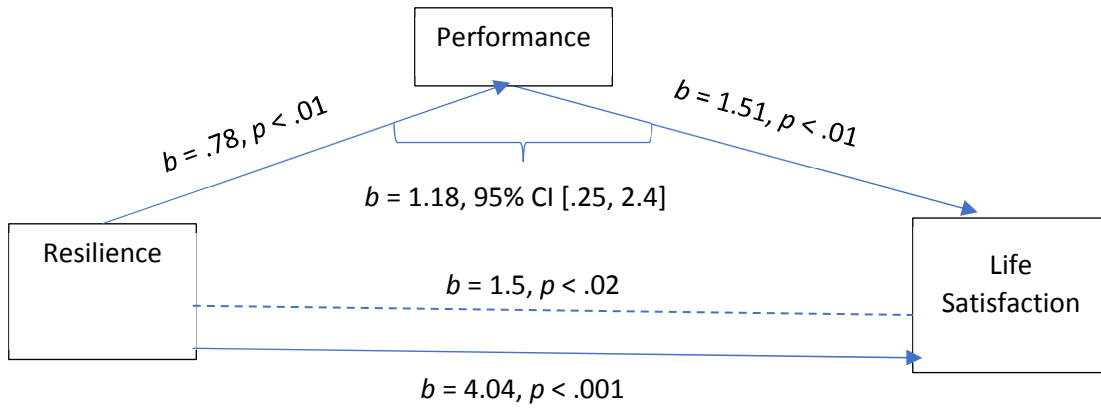 Performance
b = .78, p < .01
b = 1.51, p < .01
b = 1.18, 95% CI [.25, 2.4]
Resilience
Life
Satisfaction
b = 1.5, p < .02
b = 4.04, p < .001